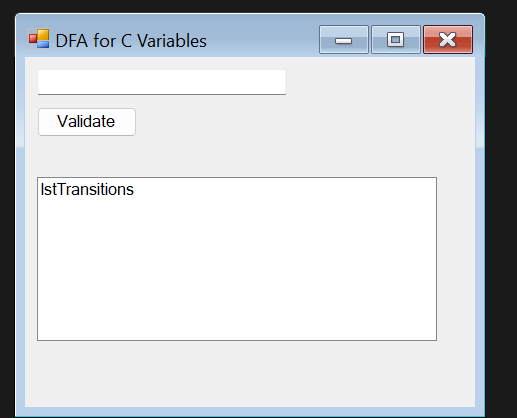 DFA for C Variables
Validate
lstTransitions